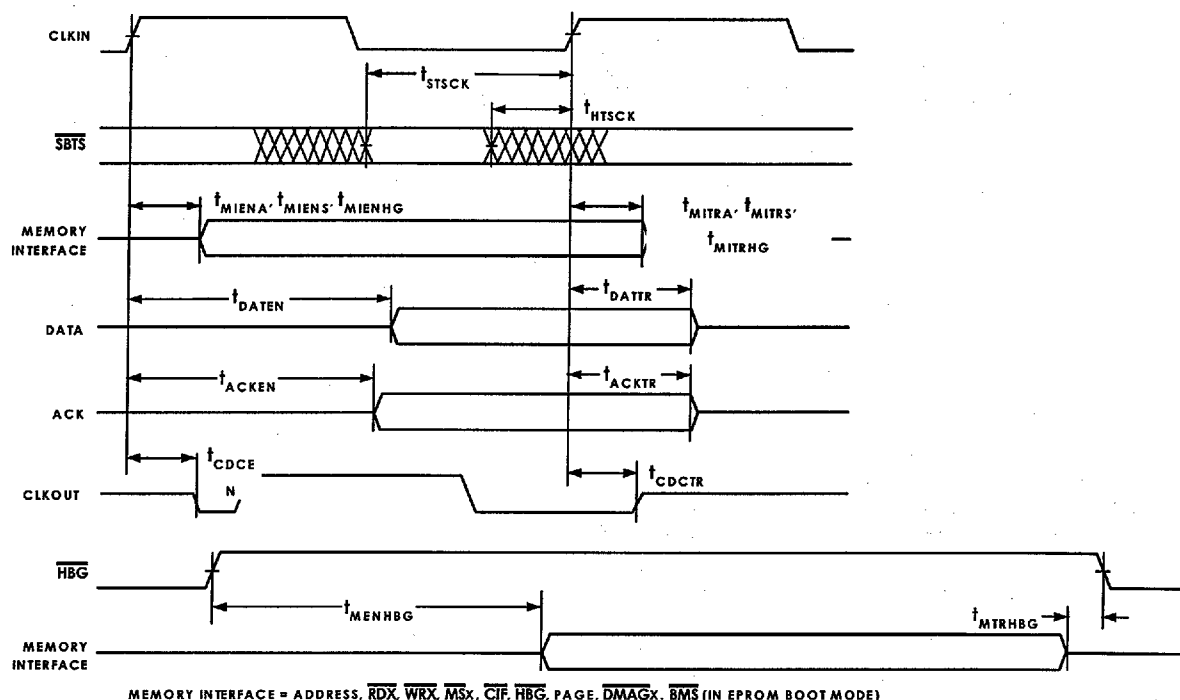 CLKIN
tSTSCK
tHTSCK
SBTS
tMIENA, tMIENS, tMIENHG
tMITRA, tMITRS,
tMITRHG
MEMORY
INTERFACE
tDATEN
tDATTR
DATA
tACKEN
tACKTR
ACK
tCDCE
N
tCDCTR
CLKOUT
HBG
tMENHBG
tMTRHBG
MEMORY
INTERFACE
MEMORY INTERFACE = ADDRESS, RDX, WRX, MSX, CIF, HBG, PAGE, DMAGX, BMS (IN EPROM BOOT MODE)